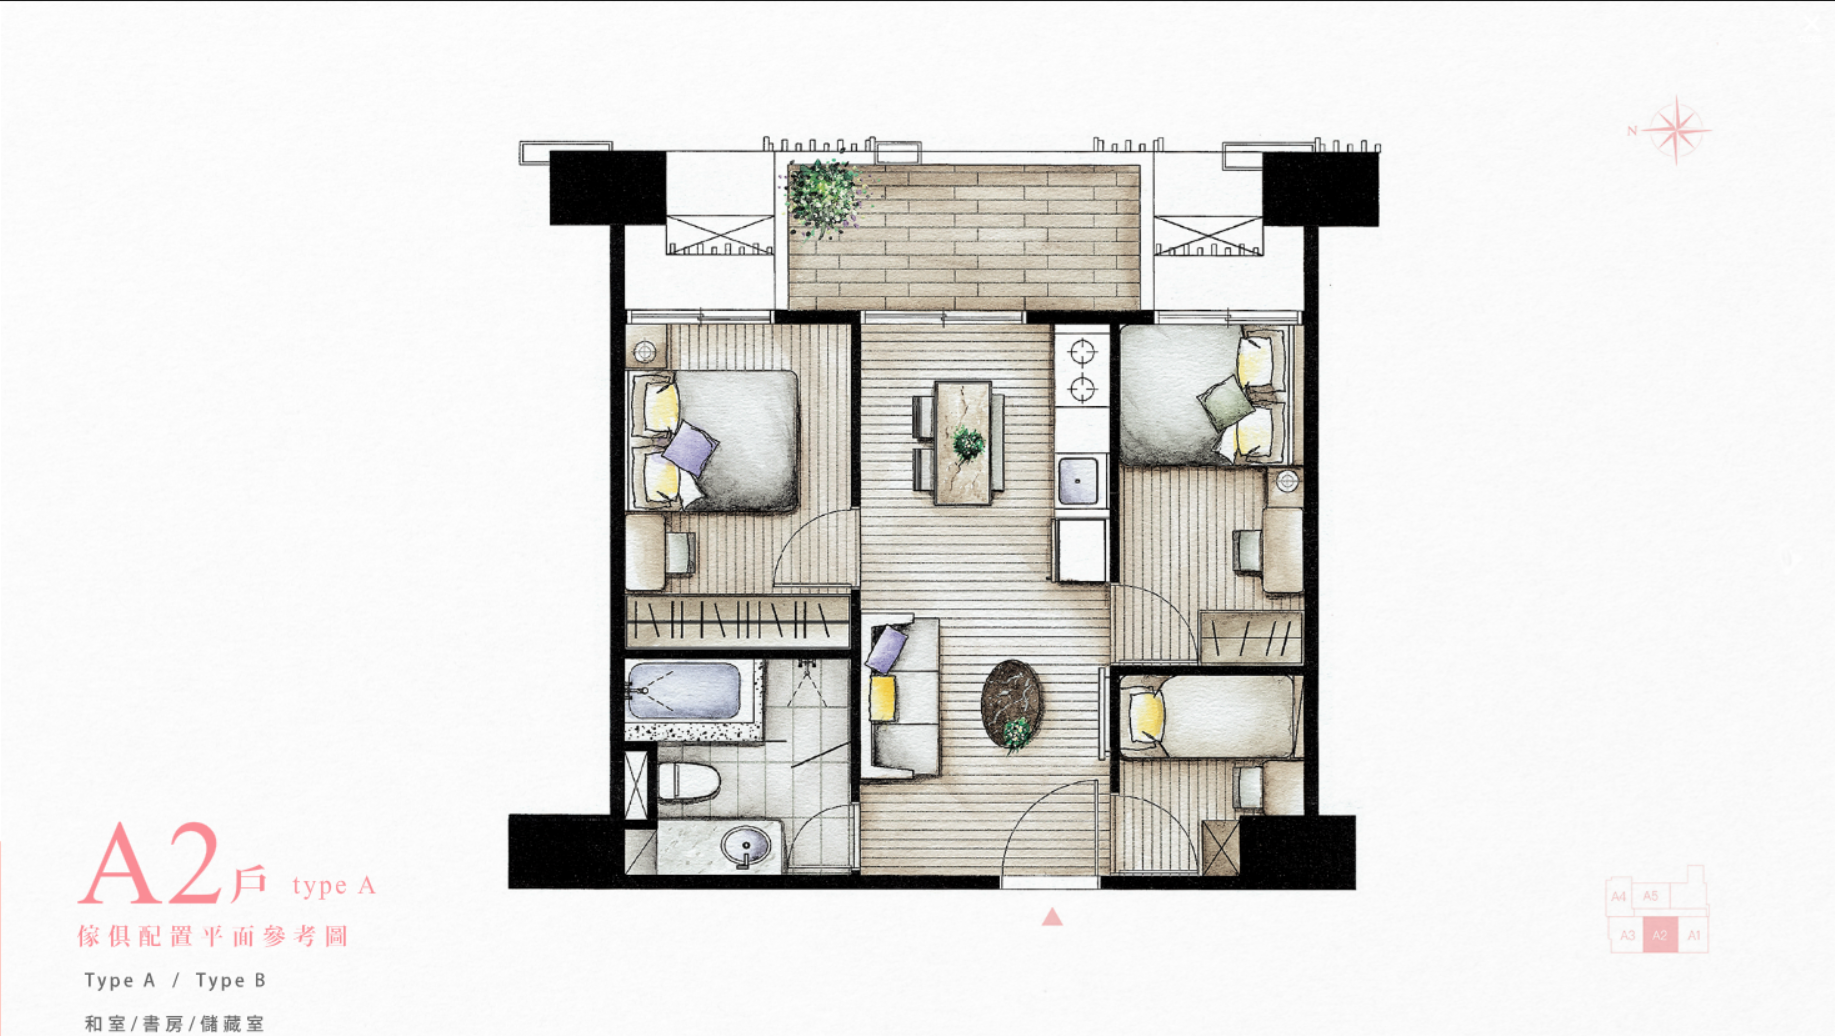 N
A2戶 type A
傢俱配置平面參考圖
Type A / Type B
和室/書房/儲藏室
A4 A5
A3 A2 A1